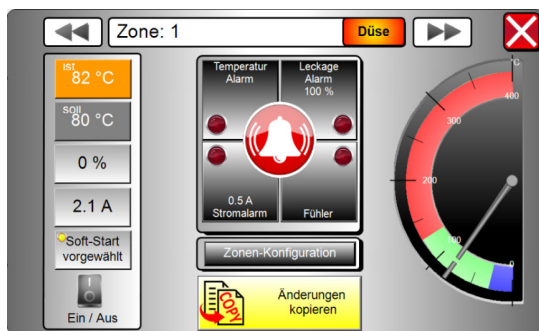 Zone: 1
Düse
Ist
82 °C
soll
80 °C
0 %
2.1 A
Soft-Start
vorgewählt
I
O
Ein / Aus
Temperatur
Alarm
Leckage
Alarm
100 %
0.5 A
Stromalarm
Fühler
Zonen-Konfiguration
COPY
Änderungen
kopieren
°C
400
300
200
100
0